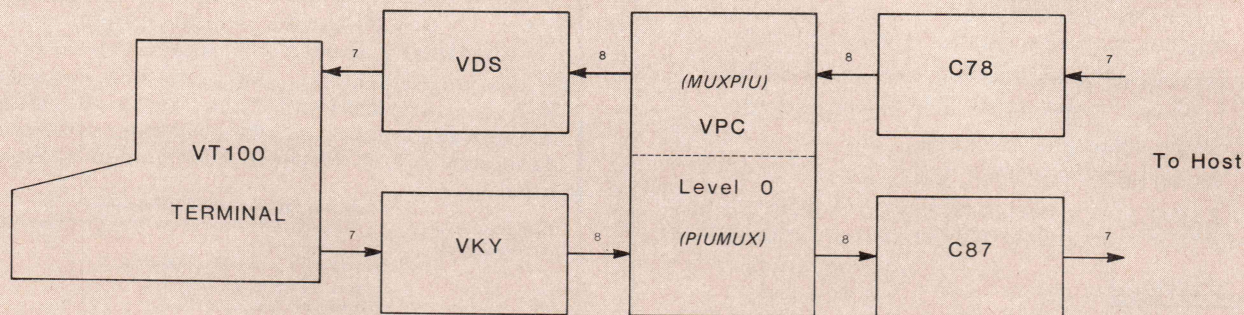 7
VDS
8
(MUXPIU)
VPC
8
C78
7
VT100
TERMINAL
To Host
7
VKY
8
Level 0
(PIUMUX)
8
C87
7